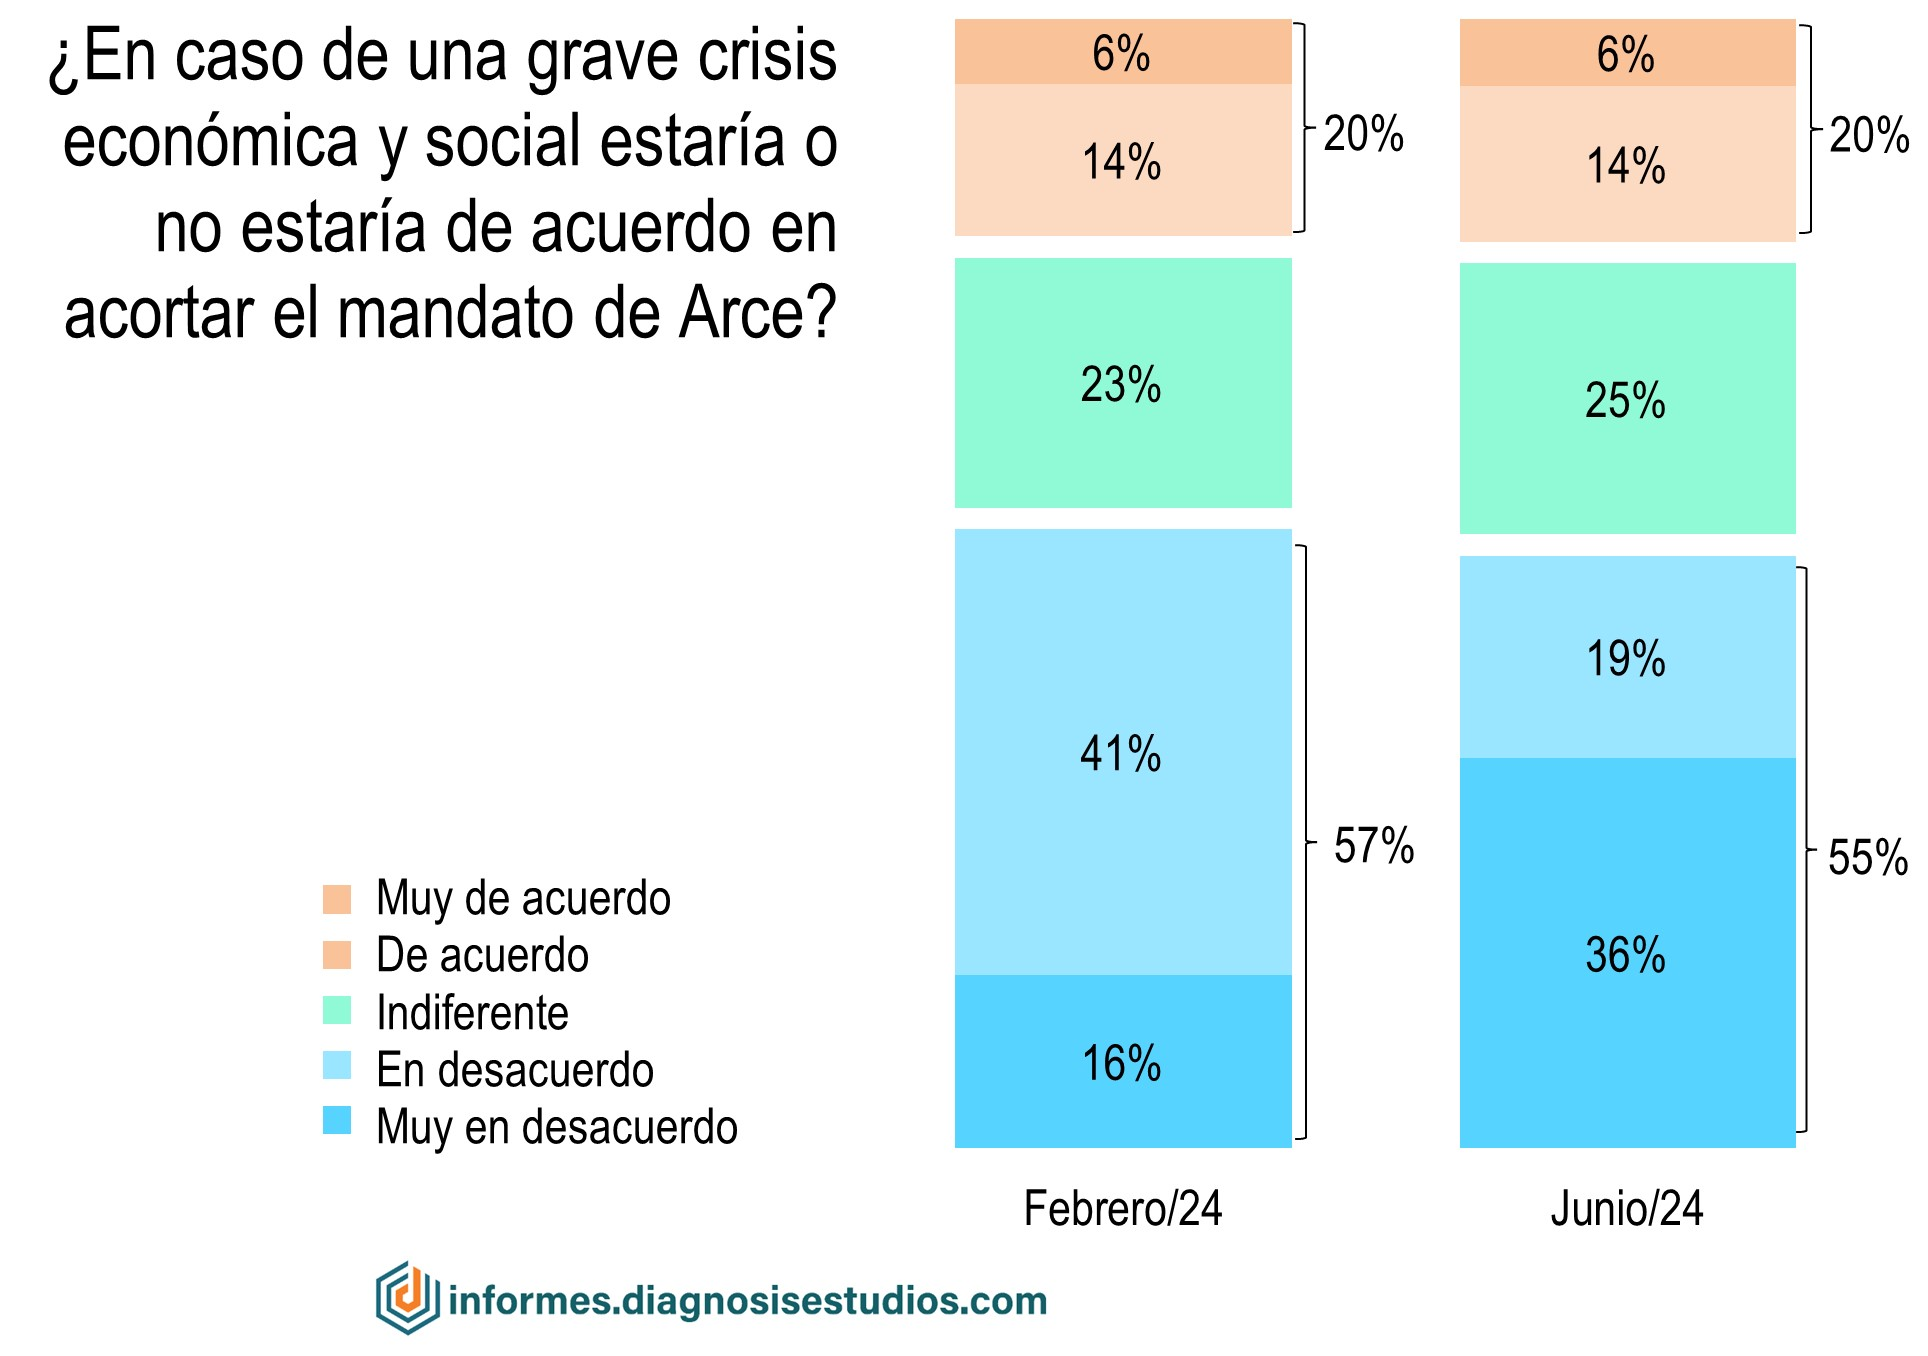 ¿En caso de una grave crisis
económica y social estaría o
no estaría de acuerdo en
acortar el mandato de Arce?
6%
14%
20%
23%
41%
57%
16%
Febrero/24
6%
14%
20%
25%
19%
55%
36%
Junio/24
Muy de acuerdo
De acuerdo
Indiferente
En desacuerdo
Muy en desacuerdo
informes.diagnosisestudios.com